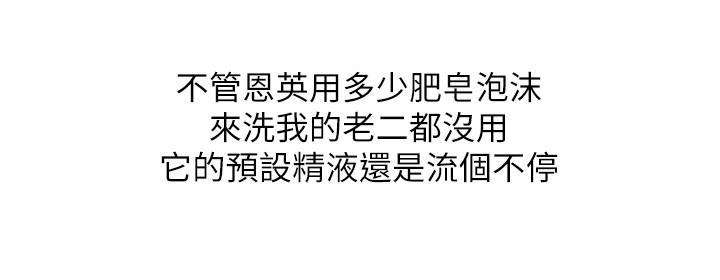 不管恩英用多少肥皂泡沫
來洗我的老二都沒用
它的預設精液還是流個不停